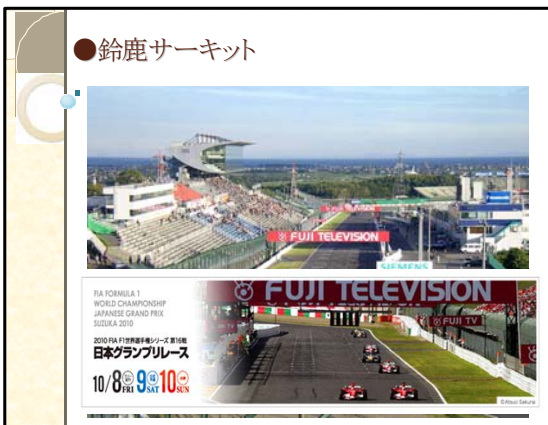 ●鈴鹿サーキット
FUJI TELEVISION
SIEMENS
FIA FORMULA 1
WORLD CHAMPIONSHIP
JAPANESE GRAND PRIX
SUZUKA 2010
2010 FIA F1世界選手権シリーズ 第16戦
日本グランプリレース
10/8 FRI 9 SAT 10 SUN
FUJI TELEVISION
FUJI TV